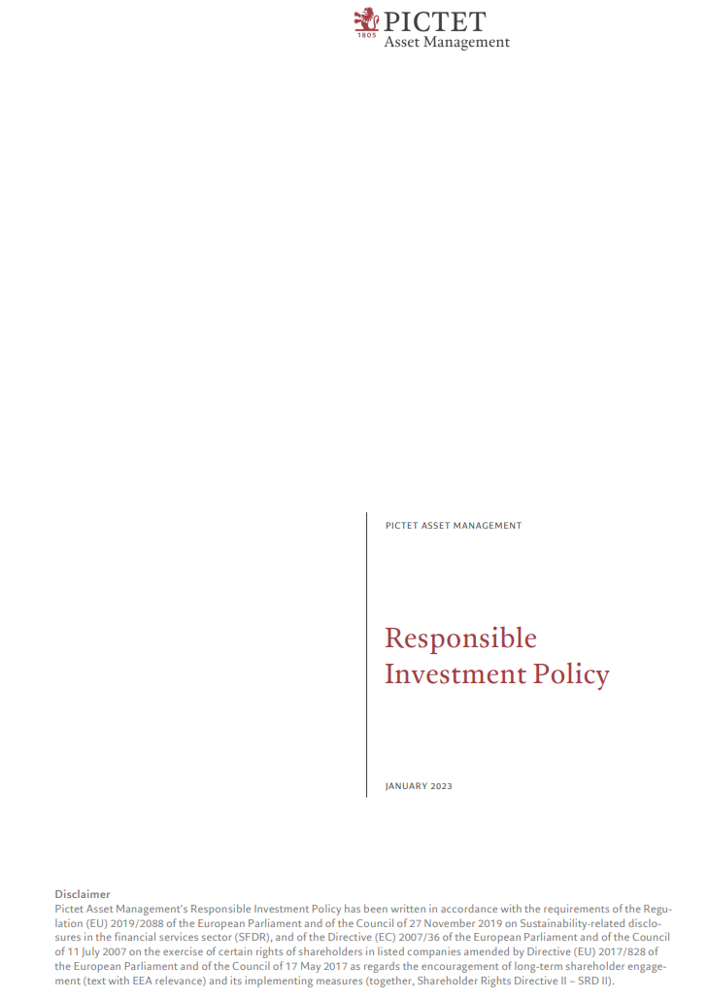 PICTET
1805
Asset Management
PICTET ASSET MANAGEMENT
Responsible
Investment Policy
JANUARY 2023
Disclaimer
Pictet Asset Management's Responsible Investment Policy has been written in accordance with the requirements of the Regu-
lation (EU) 2019/2088 of the European Parliament and of the Council of 27 November 2019 on Sustainability-related disclo-
sures in the financial services sector (SFDR), and of the Directive (EC) 2007/36 of the European Parliament and of the Council
of 11 July 2007 on the exercise of certain rights of shareholders in listed companies amended by Directive (EU) 2017/828 of
the European Parliament and of the Council of 17 May 2017 as regards the encouragement of long-term shareholder engage-
ment (text with EEA relevance) and its implementing measures (together, Shareholder Rights Directive II – SRD II).